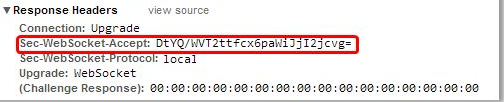 ▼ Response Headers view source
Connection: Upgrade
Sec-WebSocket-Accept: DtYQ/WVT2ttfcx6paWiJjI2jcvg=
Sec-WebSocket-Protocol: local
Upgrade: WebSocket
(Challenge Response): 00:00:00:00:00:00:00:00:00:00:00:00:00:00:00:00